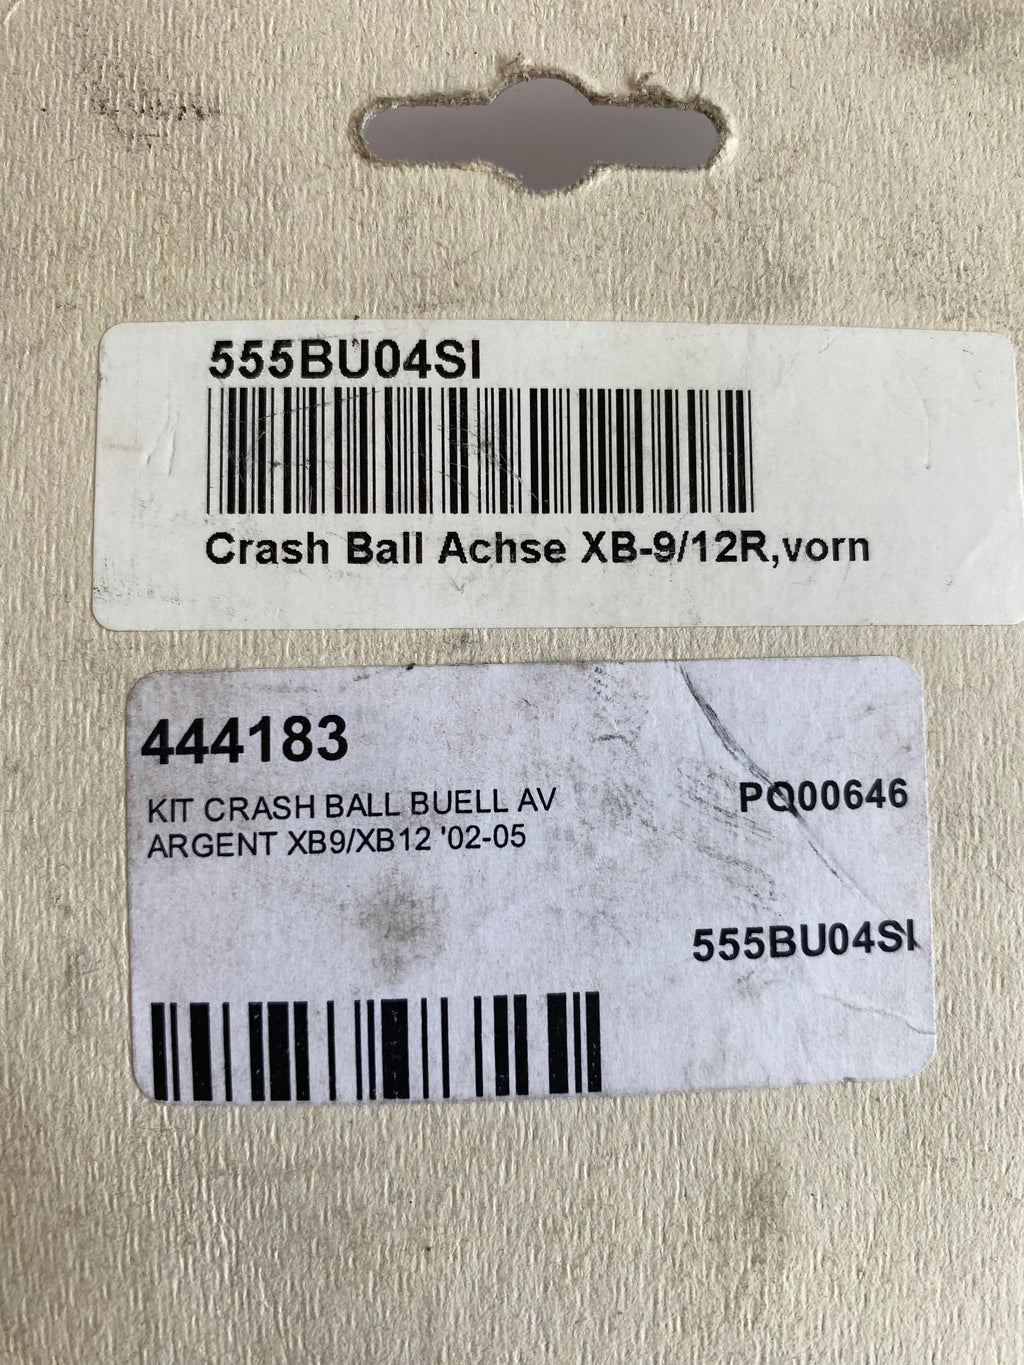 555BU04SI
Crash Ball Achse XB-9/12R,vorn
444183
KIT CRASH BALL BUELL AV
ARGENT XB9/XB12 '02-05
PQ00646
555BU04SI